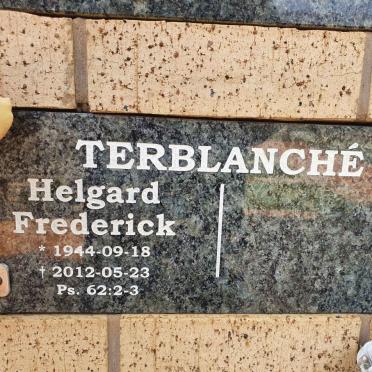 TERBLANCHÉ
Helgard
Frederick
* 1944-09-18
† 2012-05-23
Ps. 62:2-3